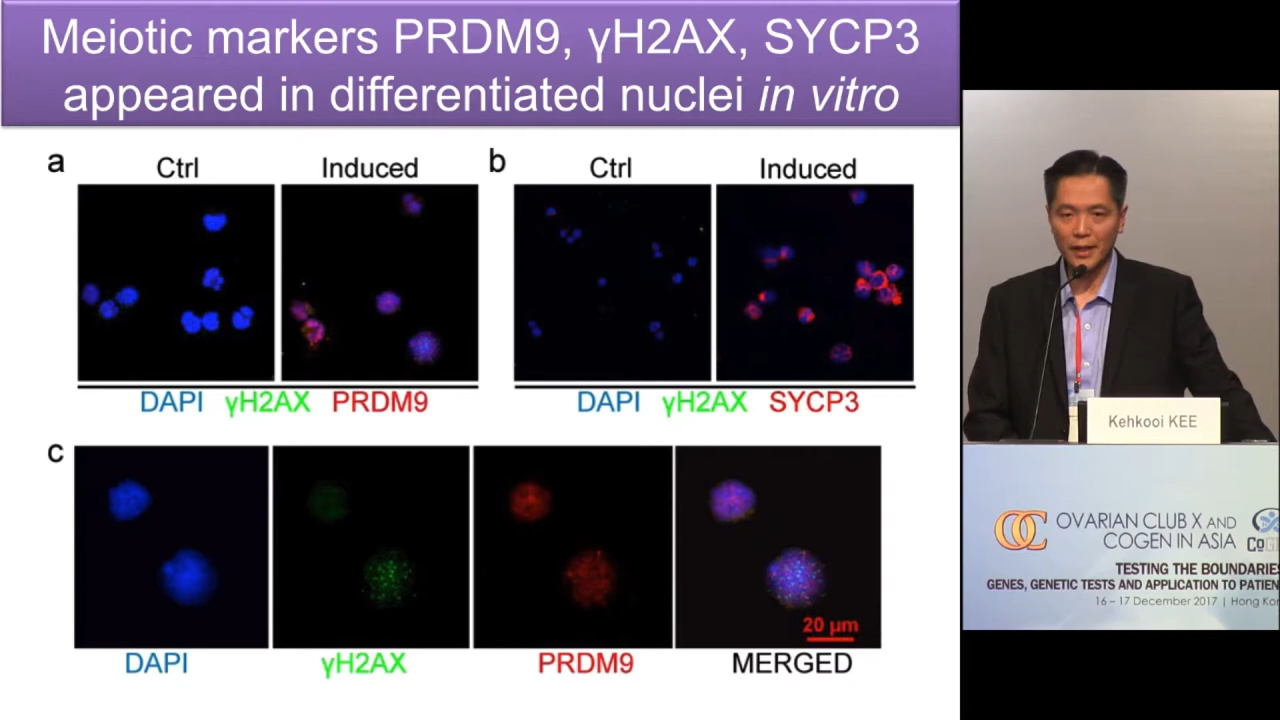 Meiotic markers PRDM9, γH2AX, SYCP3
appeared in differentiated nuclei in vitro
a
Ctrl
Induced
DAPI γH2AX PRDM9
b
Ctrl
Induced
DAPI γH2AX SYCP3
c
20 μm
DAPI
γH2AX
PRDM9
MERGED
Kehkooi KEE
OC
OVARIAN CLUB X AND
COGEN IN ASIA
TESTING THE BOUNDARIES
GENES, GENETIC TESTS AND APPLICATION TO PATIEN
16 – 17 December 2017 | Hong Ko